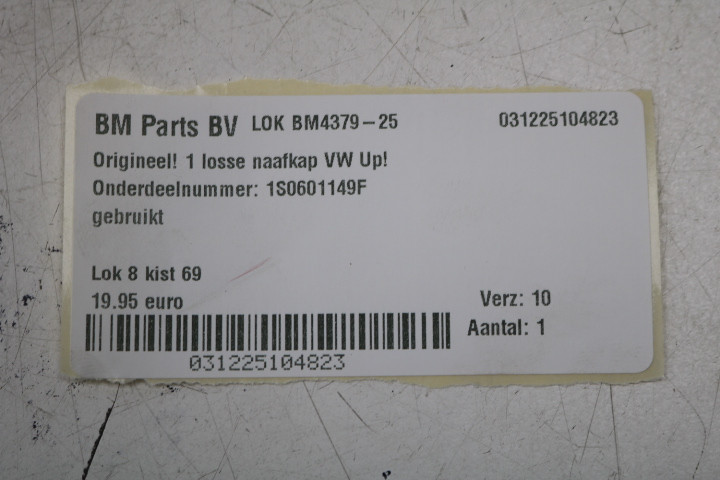 BM Parts BV LOK BM4379-25 031225104823
Origineel! 1 losse naafkap VW Up!
Onderdeelnummer: 1S0601149F
gebruikt
Lok 8 kist 69
19.95 euro Verz: 10
Aantal: 1
031225104823